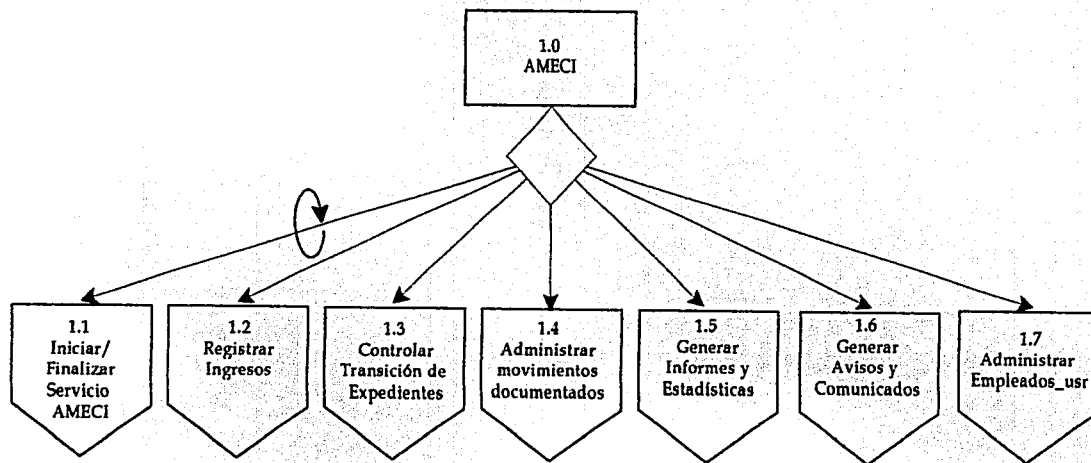 1.0
AMECI
1.1
Iniciar/
Finalizar
Servicio
AMECI
1.2
Registrar
Ingresos
1.3
Controlar
Transición de
Expedientes
1.4
Administrar
movimientos
documentados
1.5
Generar
Informes y
Estadísticas
1.6
Generar
Avisos y
Comunicados
1.7
Administrar
Empleados_usr